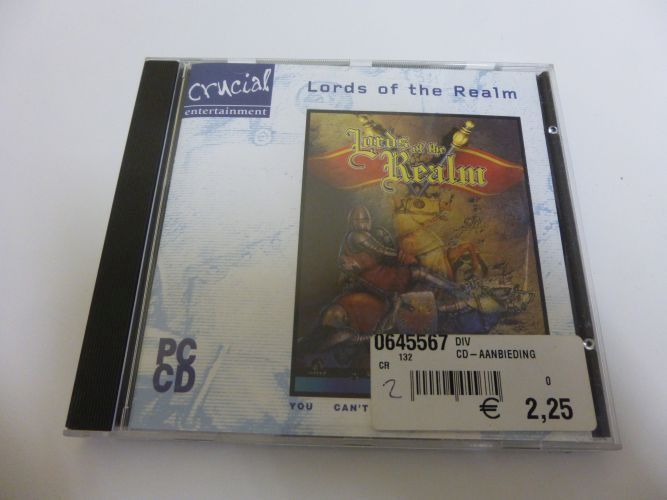 crucial
entertainment
Lords of the Realm
Lords of the
Realm
PC
CD
0645567 DIV
CR 132 CD-AANBIEDING
2
0
€ 2,25
YOU CAN'T